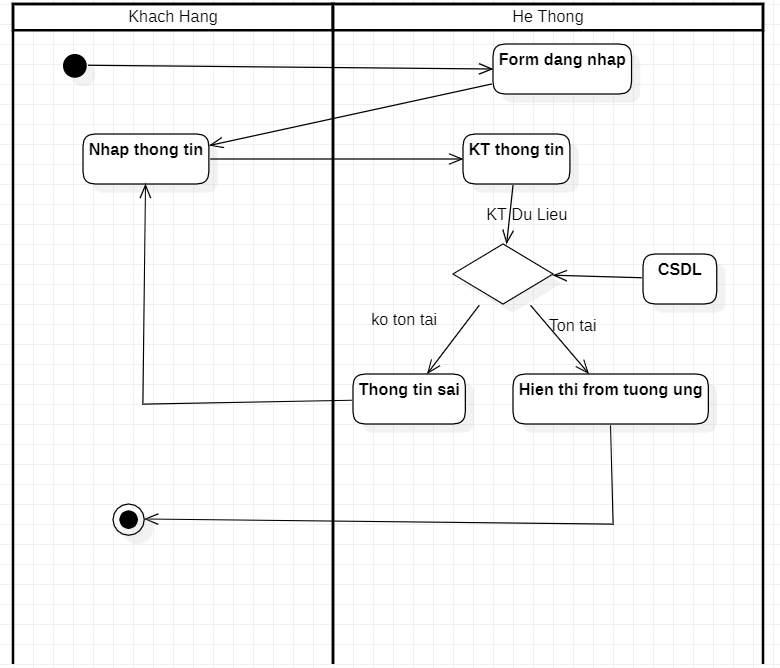 Khach Hang
He Thong
Form dang nhap
Nhap thong tin
KT thong tin
KT Du Lieu
CSDL
ko ton tai
Ton tai
Thong tin sai
Hien thi from tuong ung